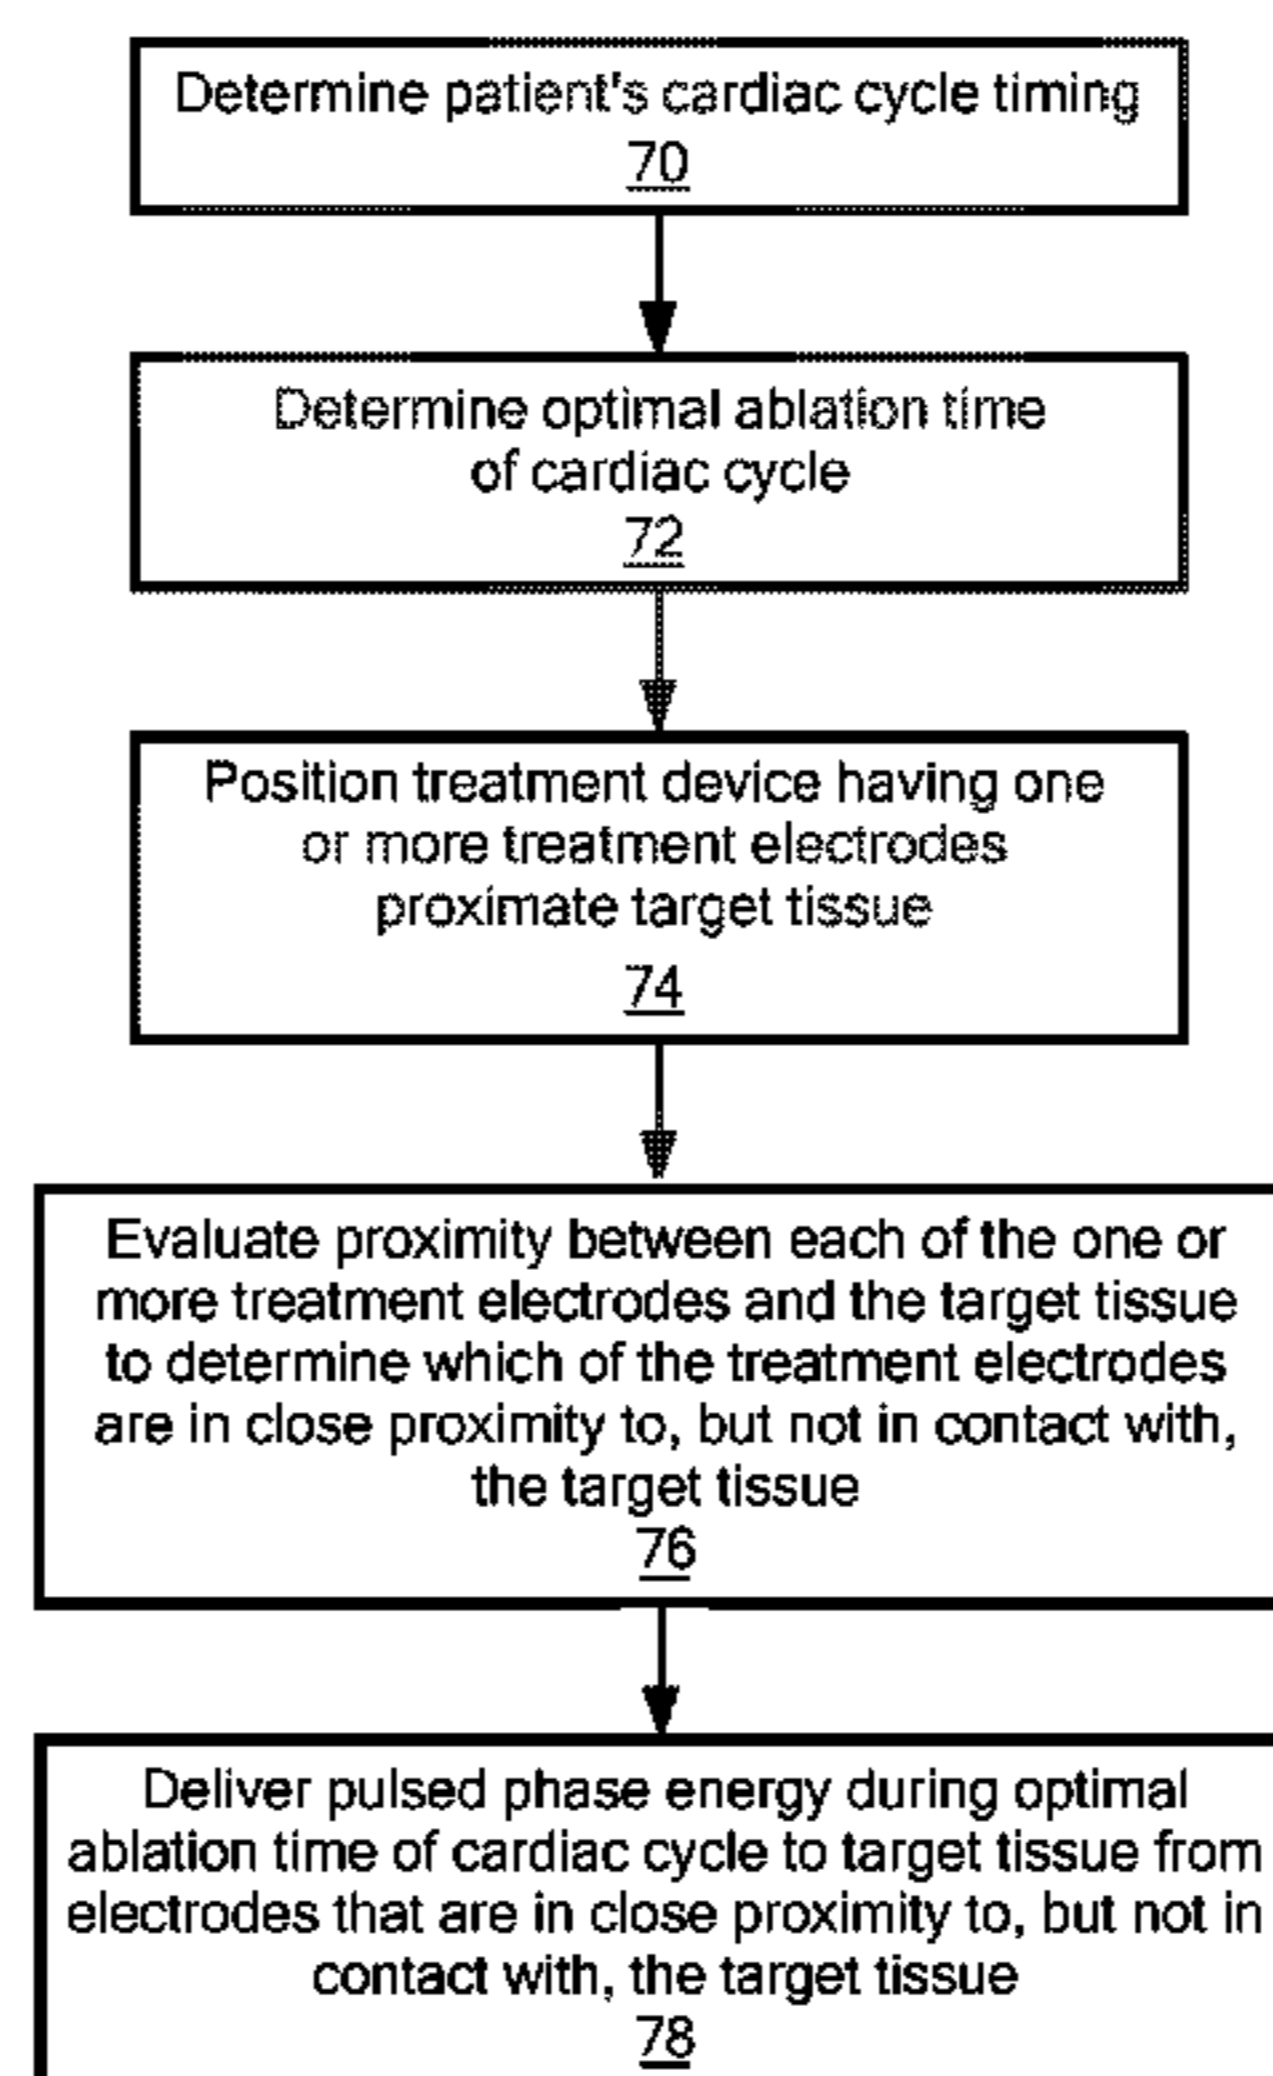 Determine patient's cardiac cycle timing
70
Determine optimal ablation time
of cardiac cycle
72
Position treatment device having one
or more treatment electrodes
proximate target tissue
74
Evaluate proximity between each of the one or
more treatment electrodes and the target tissue
to determine which of the treatment electrodes
are in close proximity to, but not in contact with,
the target tissue
76
Deliver pulsed phase energy during optimal
ablation time of cardiac cycle to target tissue from
electrodes that are in close proximity to, but not in
contact with, the target tissue
78